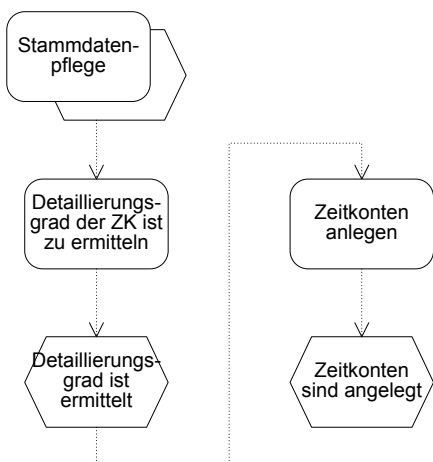 Stammdaten-
pflege
Detaillierungs-
grad der ZK ist
zu ermitteln
Detaillierungs-
grad ist
ermittelt
Zeitkonten
anlegen
Zeitkonten
sind angelegt